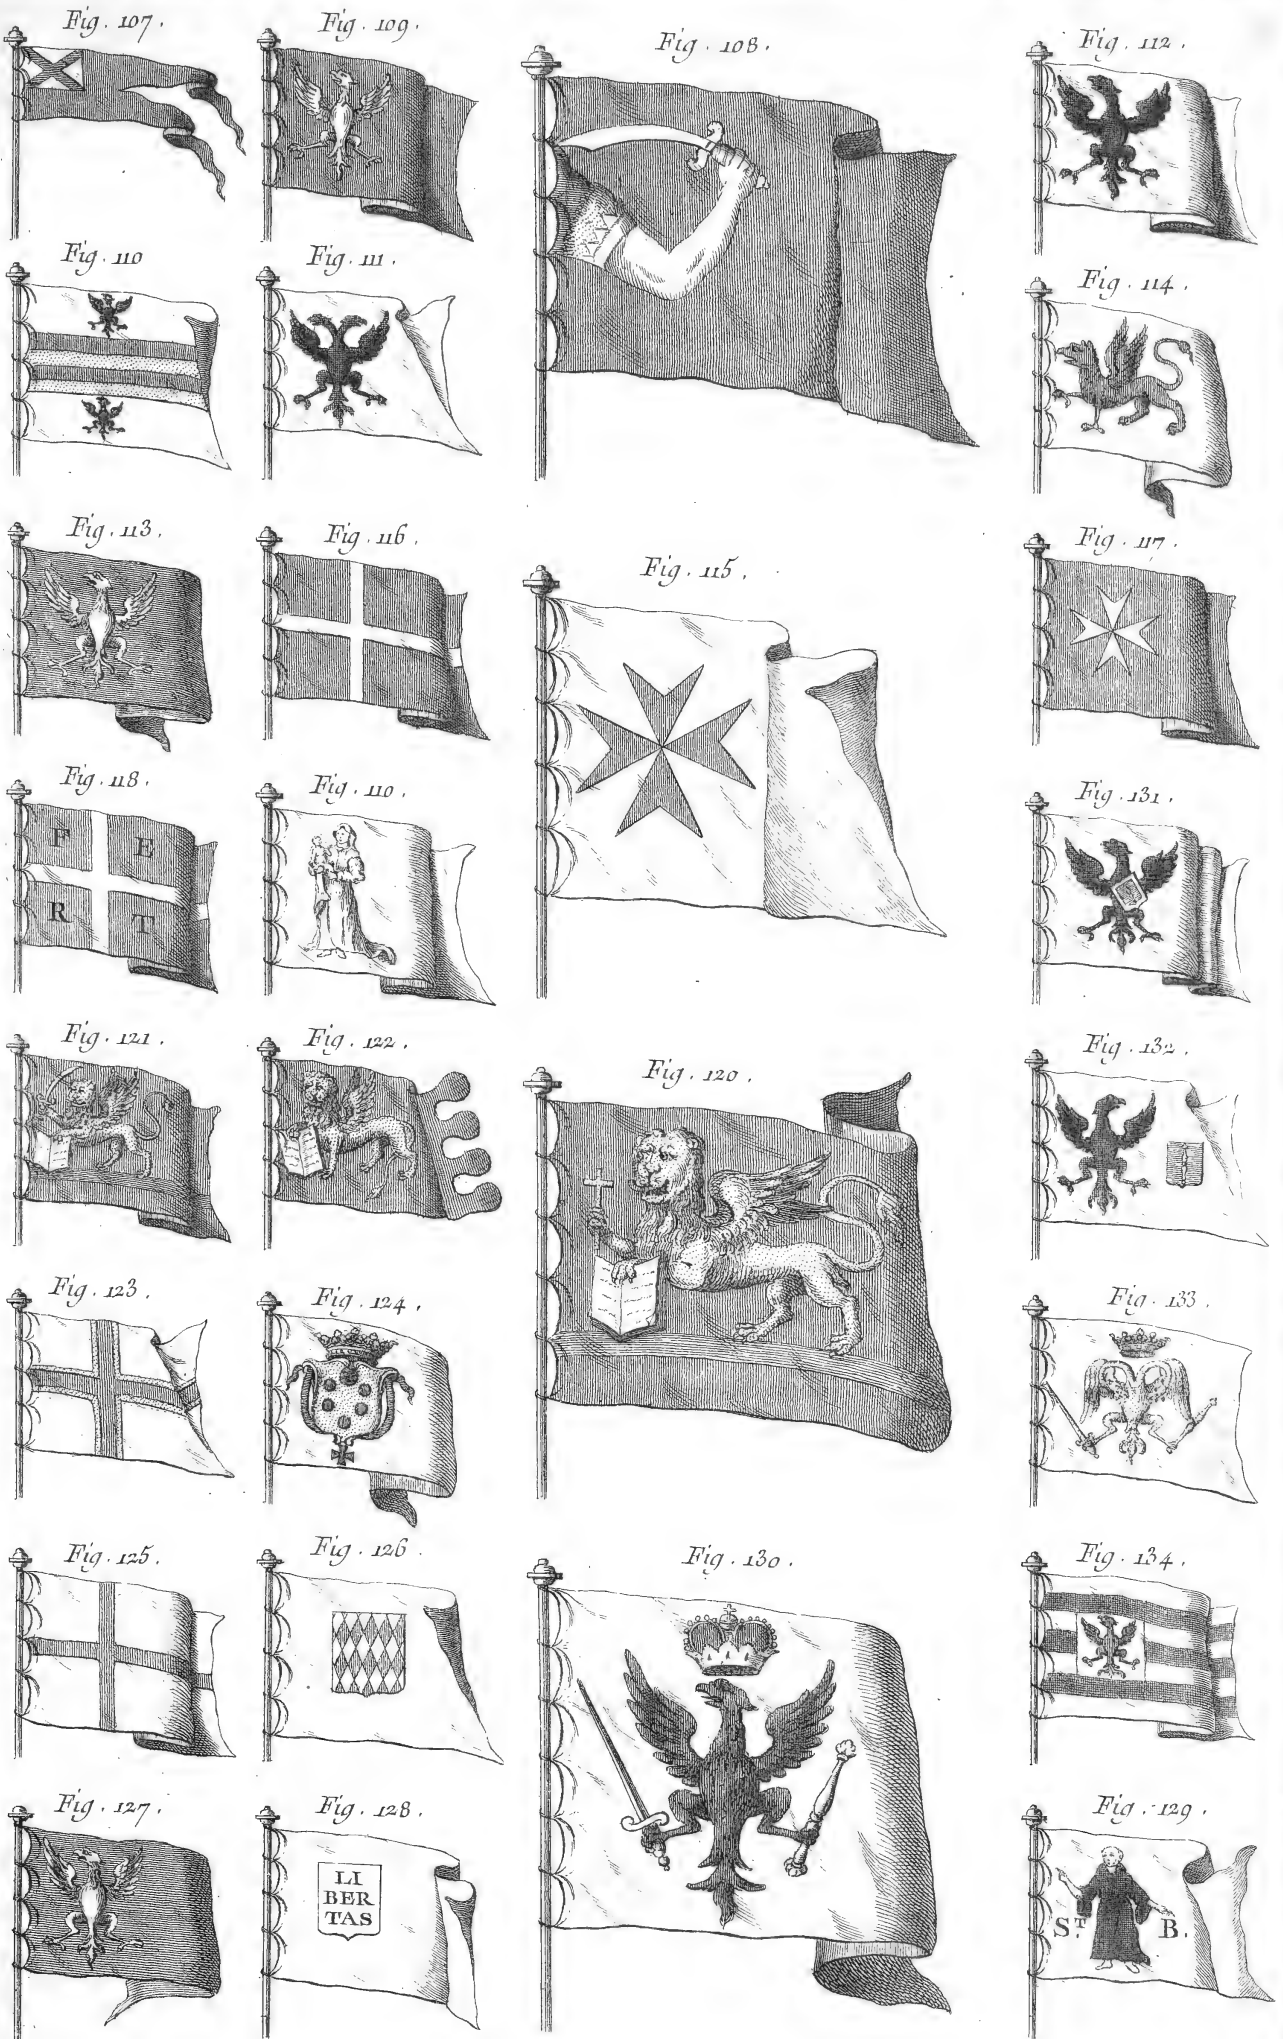 Fig. 107.
Fig. 109.
Fig. 108.
Fig. 112.
Fig. 110
Fig. 111.
Fig. 114.
Fig. 113.
Fig. 116.
Fig. 115.
Fig. 117.
Fig. 118.
F E
R T
Fig. 110.
Fig. 131.
Fig. 121.
Fig. 122.
Fig. 120.
Fig. 132.
Fig. 123.
Fig. 124.
Fig. 133.
Fig. 125.
Fig. 126.
Fig. 130.
Fig. 134.
Fig. 127.
Fig. 128.
LI
BER
TAS
Fig. 129.
ST. B.